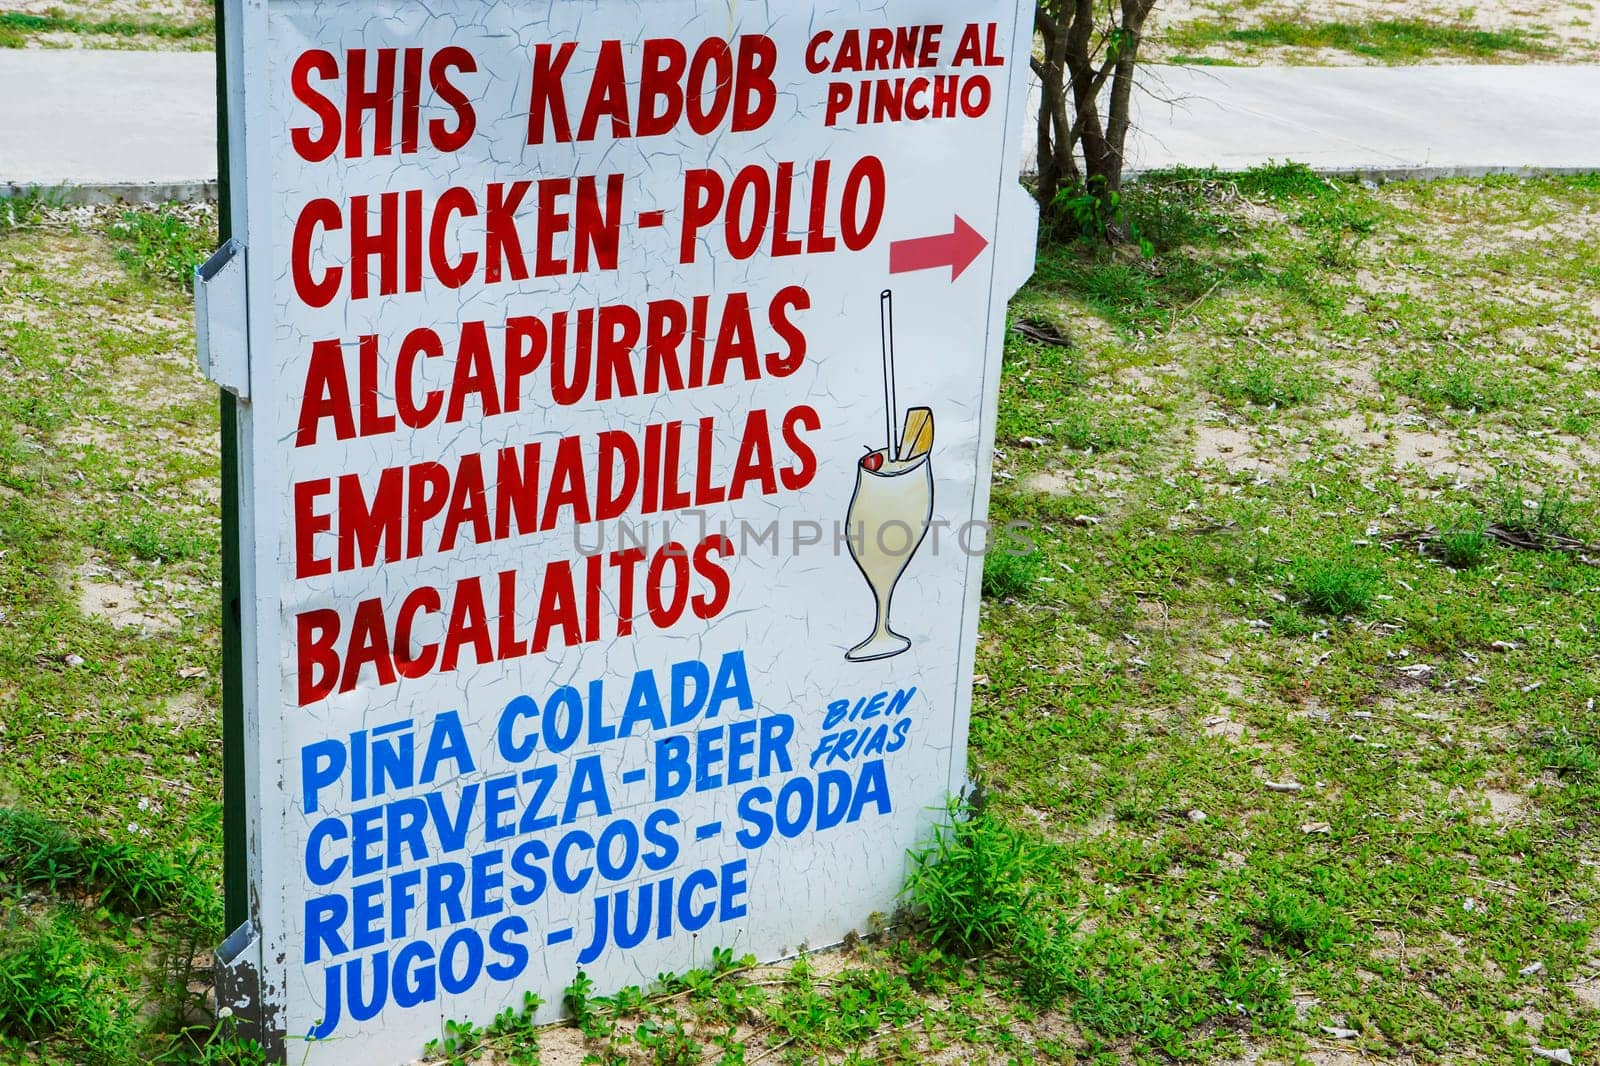 SHIS KABOB CARNE AL PINCHO
CHICKEN - POLLO
ALCAPURRIAS
EMPANADILLAS
BACALAITOS
PIÑA COLADA
CERVEZA - BEER BIEN FRIAS
REFRESCOS - SODA
JUGOS - JUICE
UNLIMPHOTOS